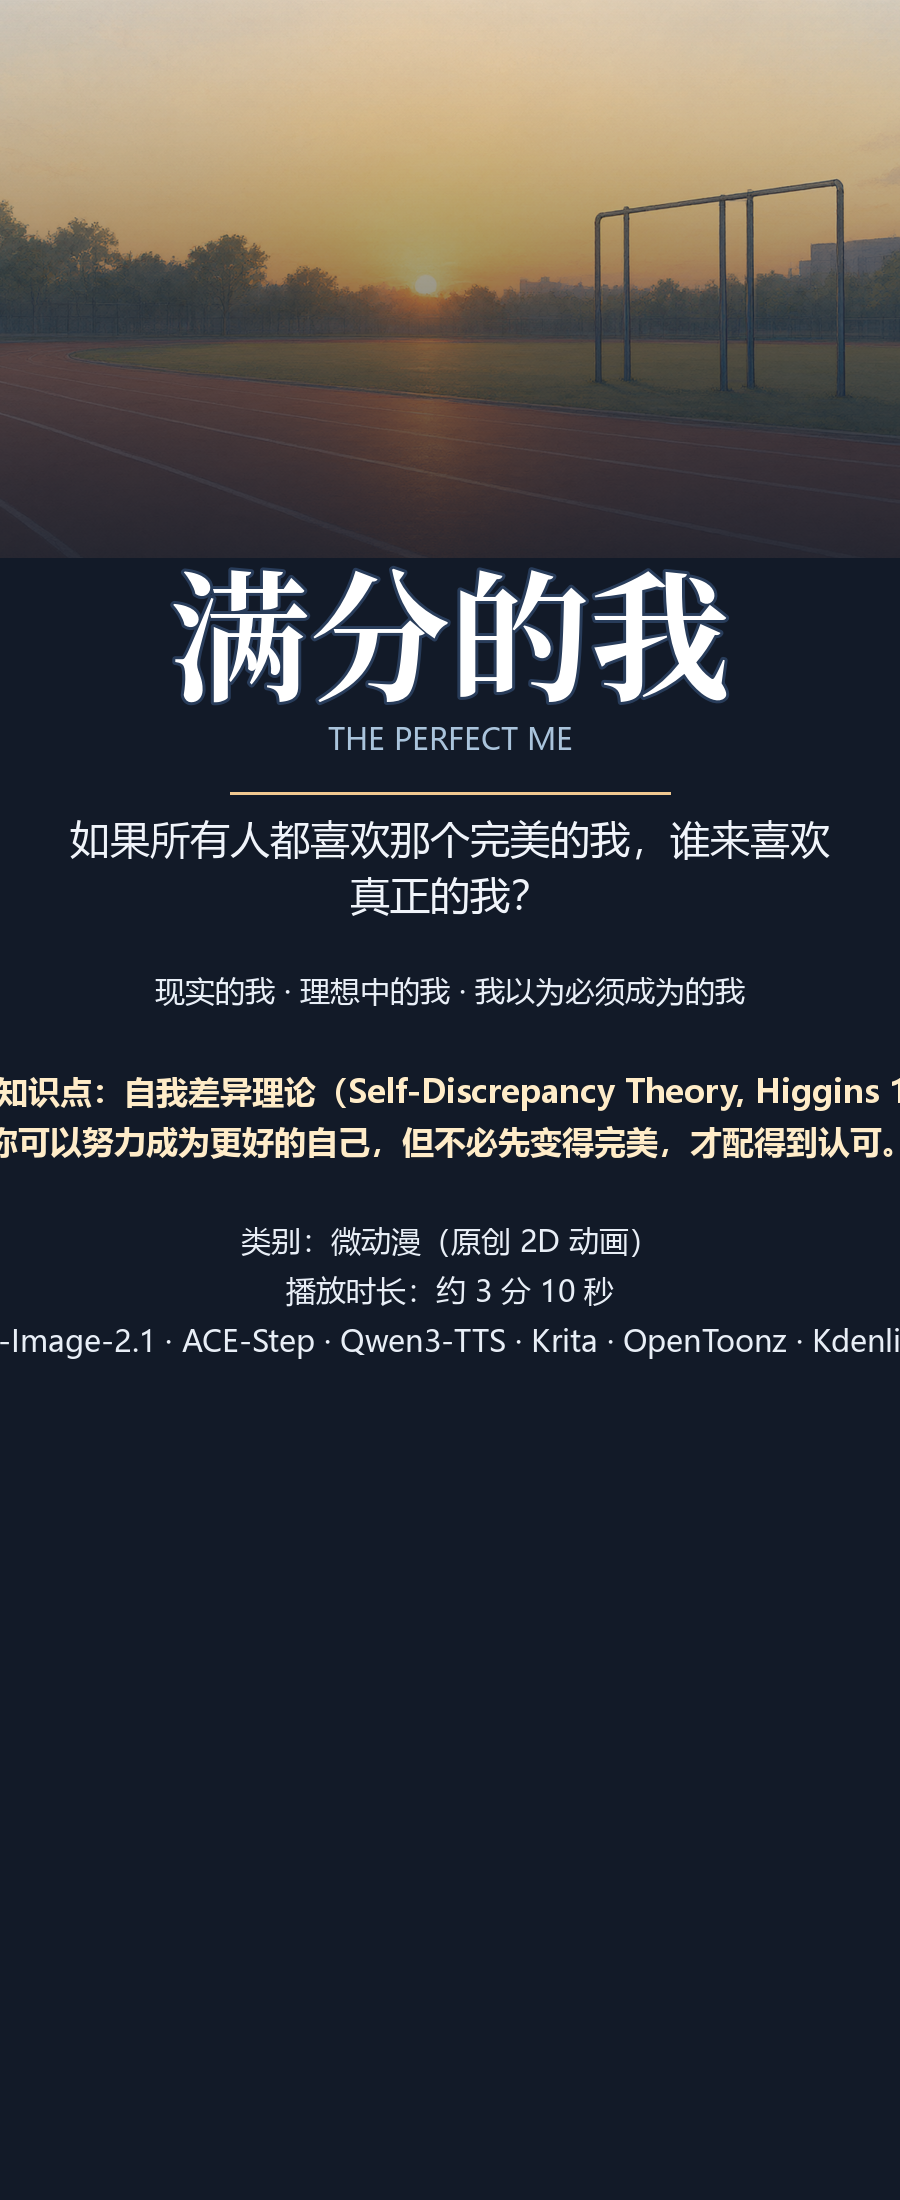 满分的我
THE PERFECT ME
如果所有人都喜欢那个完美的我，谁来喜欢
真正的我？
现实的我 · 理想中的我 · 我以为必须成为的我
知识点：自我差异理论（Self-Discrepancy Theory, Higgins 1
你可以努力成为更好的自己，但不必先变得完美，才配得到认可。
类别：微动漫（原创 2D 动画）
播放时长：约 3 分 10 秒
-Image-2.1 · ACE-Step · Qwen3-TTS · Krita · OpenToonz · Kdenli